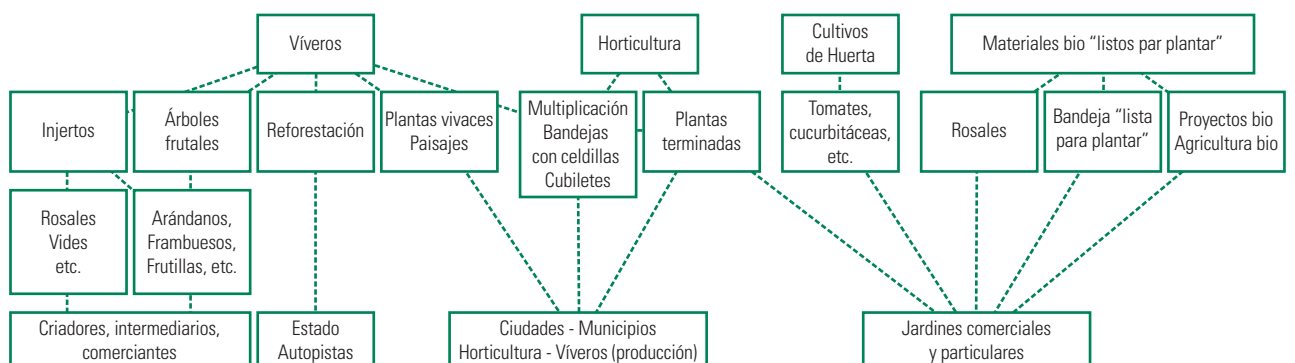 Víveros
Horticultura
Cultivos
de Huerta
Materiales bio “listos par plantar”
Injertos
Árboles
frutales
Reforestación
Plantas vivaces
Paisajes
Multiplicación
Bandejas
con celdillas
Cubiletes
Plantas
terminadas
Tomates,
cucurbitáceas,
etc.
Rosales
Bandeja “lista
para plantar”
Proyectos bio
Agricultura bio
Rosales
Vides
etc.
Arándanos,
Frambuesos,
Frutillas, etc.
Criadores, intermediarios,
comerciantes
Estado
Autopistas
Ciudades - Municipios
Horticultura - Víveros (producción)
Jardines comerciales
y particulares